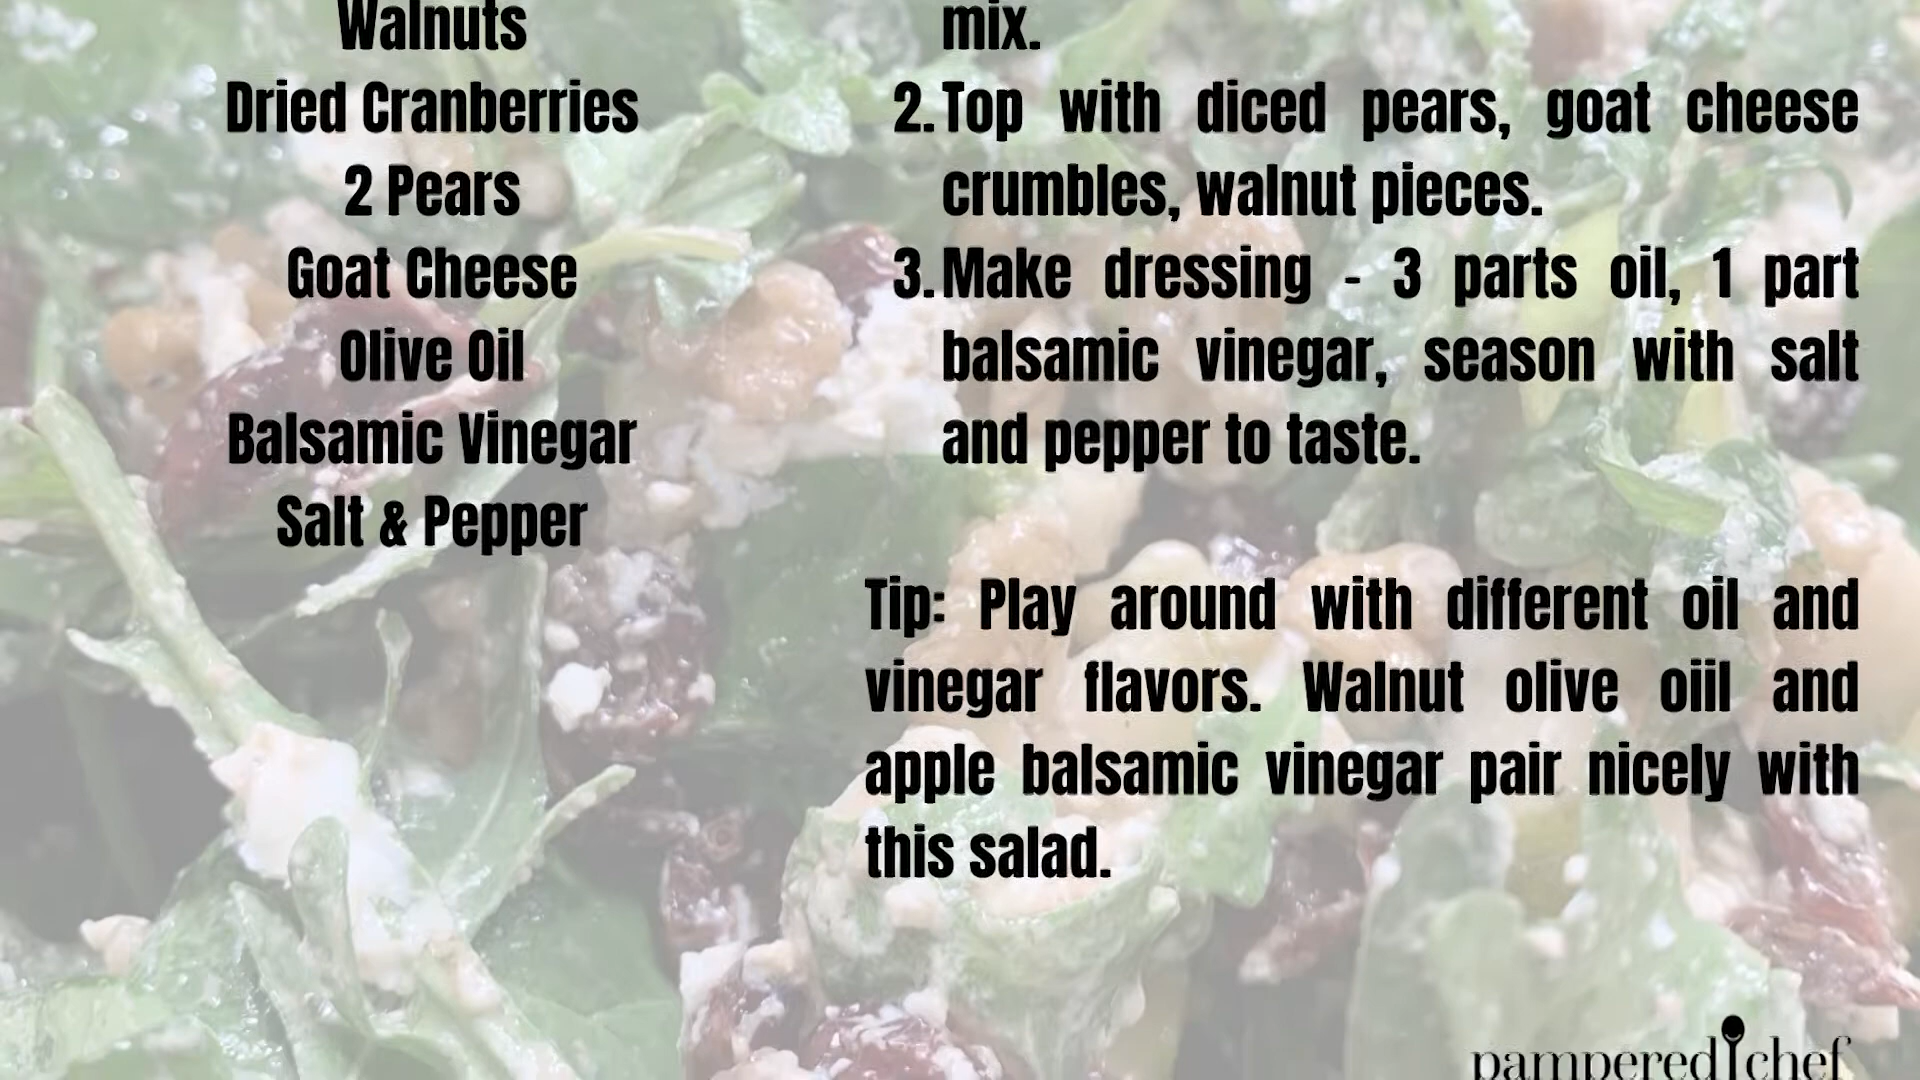 Walnuts
Dried Cranberries
2 Pears
Goat Cheese
Olive Oil
Balsamic Vinegar
Salt & Pepper
mix.
2. Top with diced pears, goat cheese
crumbles, walnut pieces.
3. Make dressing - 3 parts oil, 1 part
balsamic vinegar, season with salt
and pepper to taste.
Tip: Play around with different oil and
vinegar flavors. Walnut olive oiil and
apple balsamic vinegar pair nicely with
this salad.
pampered chef